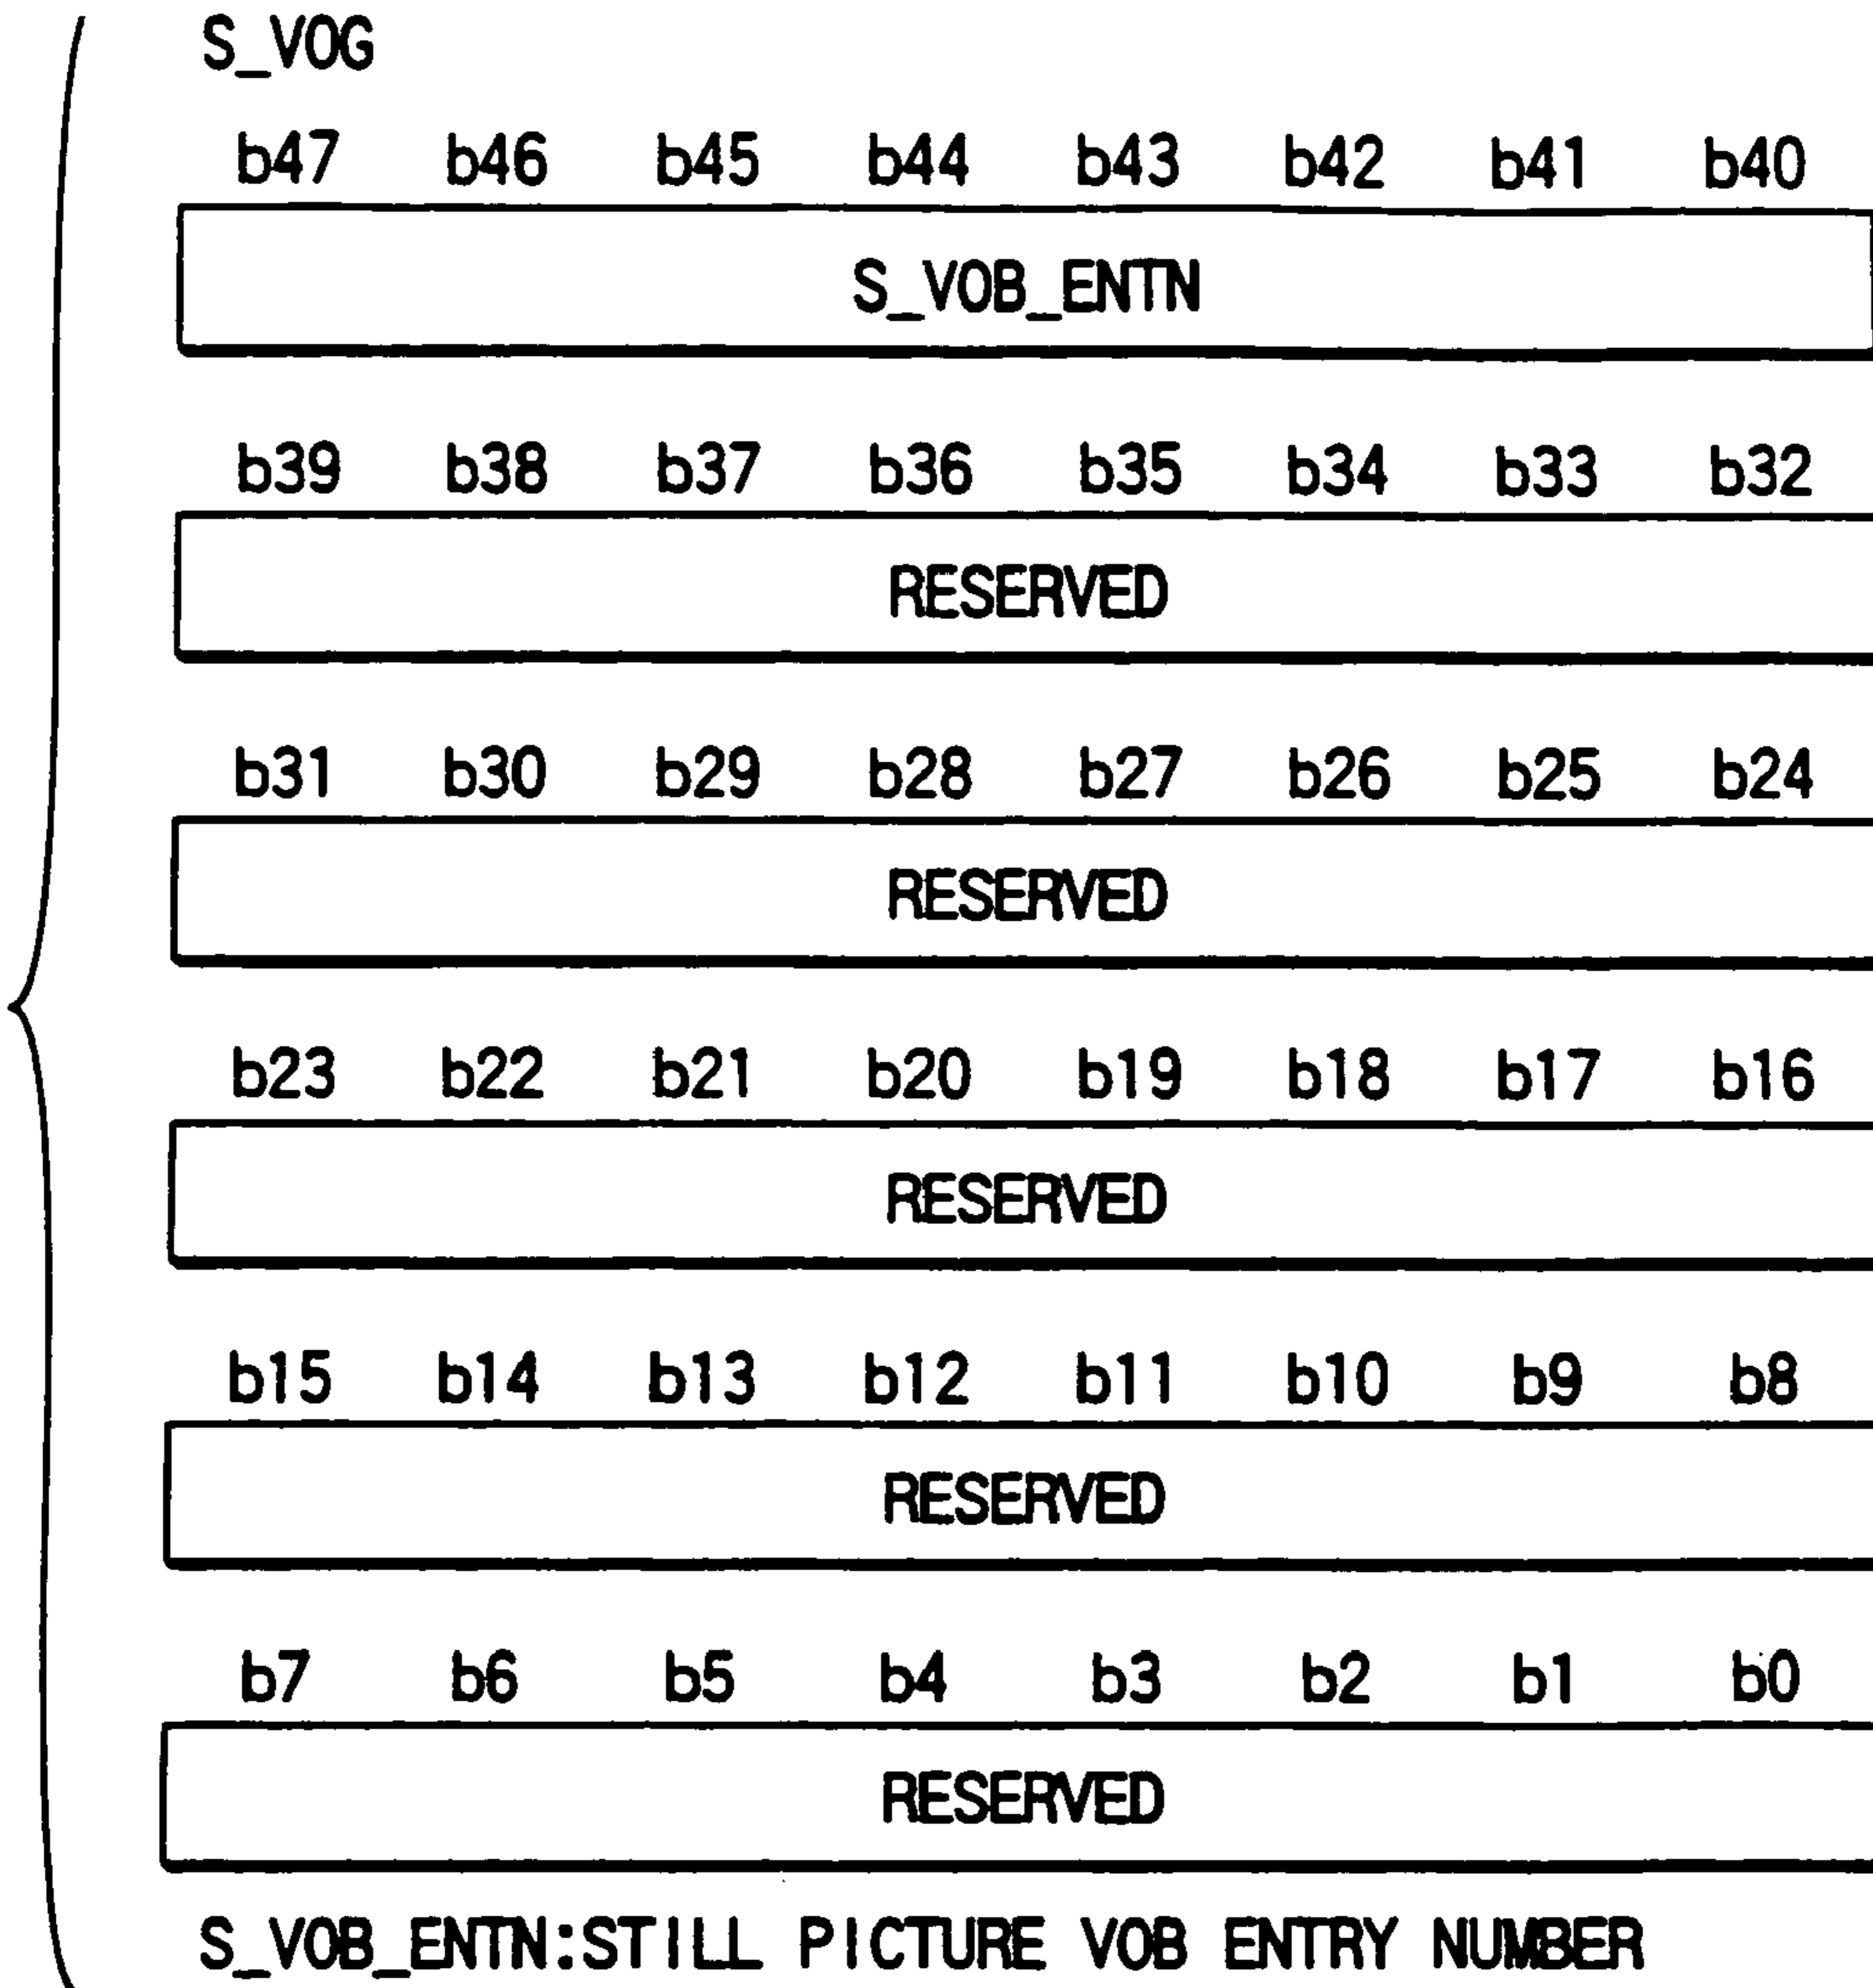 S_VOG
b47 b46 b45 b44 b43 b42 b41 b40
S_VOB_ENTN
b39 b38 b37 b36 b35 b34 b33 b32
RESERVED
b31 b30 b29 b28 b27 b26 b25 b24
RESERVED
b23 b22 b21 b20 b19 b18 b17 b16
RESERVED
b15 b14 b13 b12 b11 b10 b9 b8
RESERVED
b7 b6 b5 b4 b3 b2 b1 b0
RESERVED
S_VOB_ENTN:STILL PICTURE VOB ENTRY NUMBER